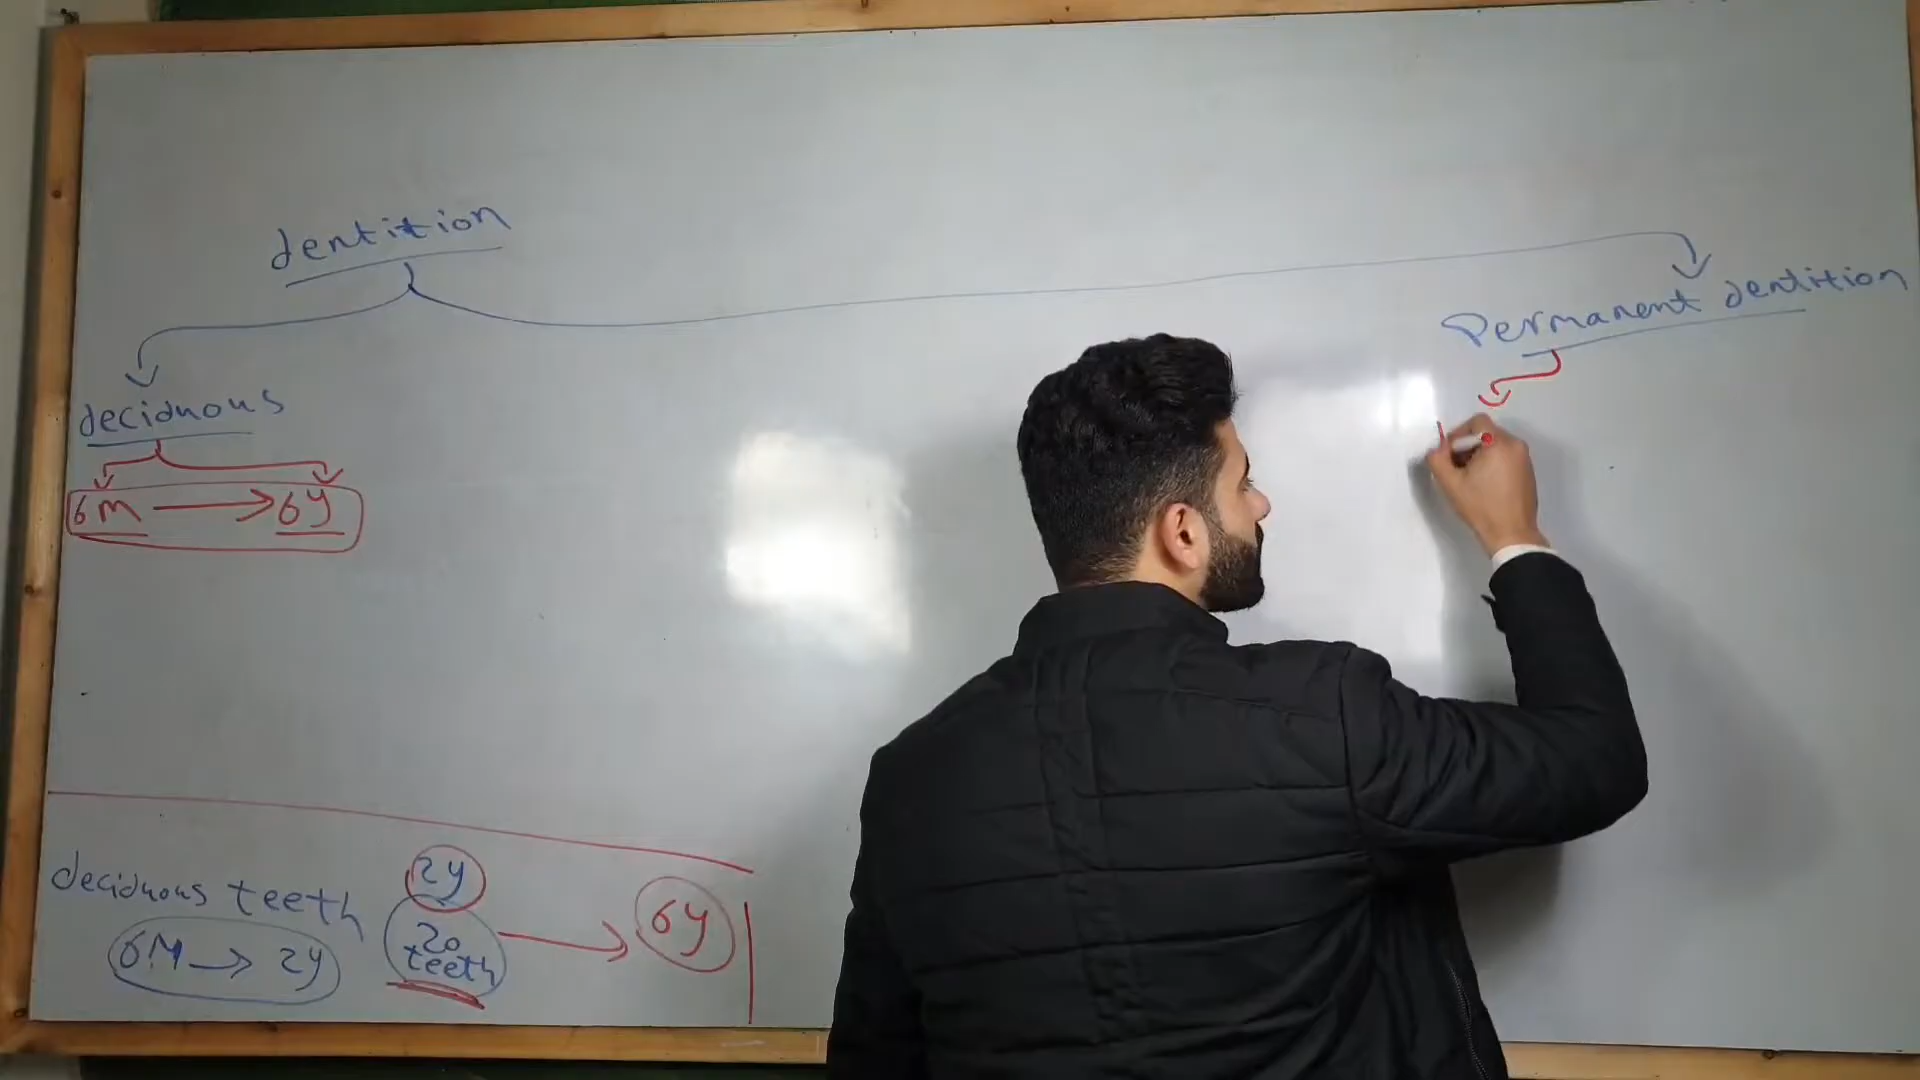 dentition
Permanent dentition
deciduous
6M → 6y
deciduous teeth
6M → 2y
2y
20
teeth
→ 6y